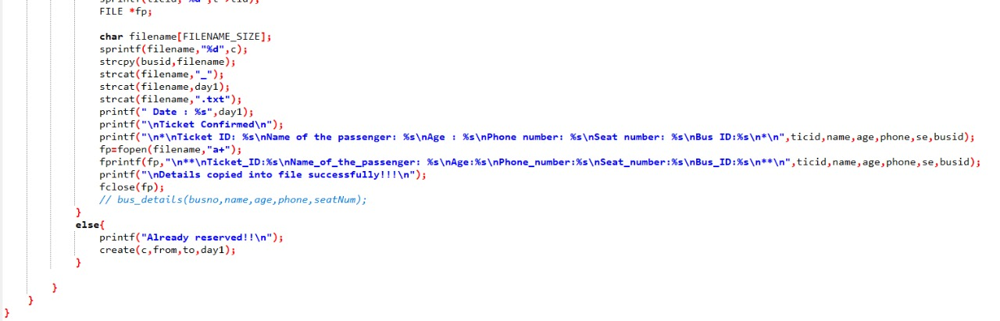 sprintf(ticid,"%d",t->tid);
FILE *fp;
char filename[FILENAME_SIZE];
sprintf(filename,"%d",c);
strcpy(busid,filename);
strcat(filename,"_");
strcat(filename,day1);
strcat(filename,".txt");
printf(" Date : %s",day1);
printf("\nTicket Confirmed\n");
printf("\n*\nTicket ID: %s\nName of the passenger: %s\nAge : %s\nPhone number: %s\nSeat number: %s\nBus ID:%s\n*\n",ticid,name,age,phone,se,busid);
fp=fopen(filename,"a+");
fprintf(fp,"\n**\nTicket_ID:%s\nName_of_the_passenger: %s\nAge:%s\nPhone_number:%s\nSeat_number:%s\nBus_ID:%s\n**\n",ticid,name,age,phone,se,busid);
printf("\nDetails copied into file successfully!!!\n");
fclose(fp);
// bus_details(busno,name,age,phone,seatNum);
}
else{
printf("Already reserved!!\n");
create(c,from,to,day1);
}
}
}
}